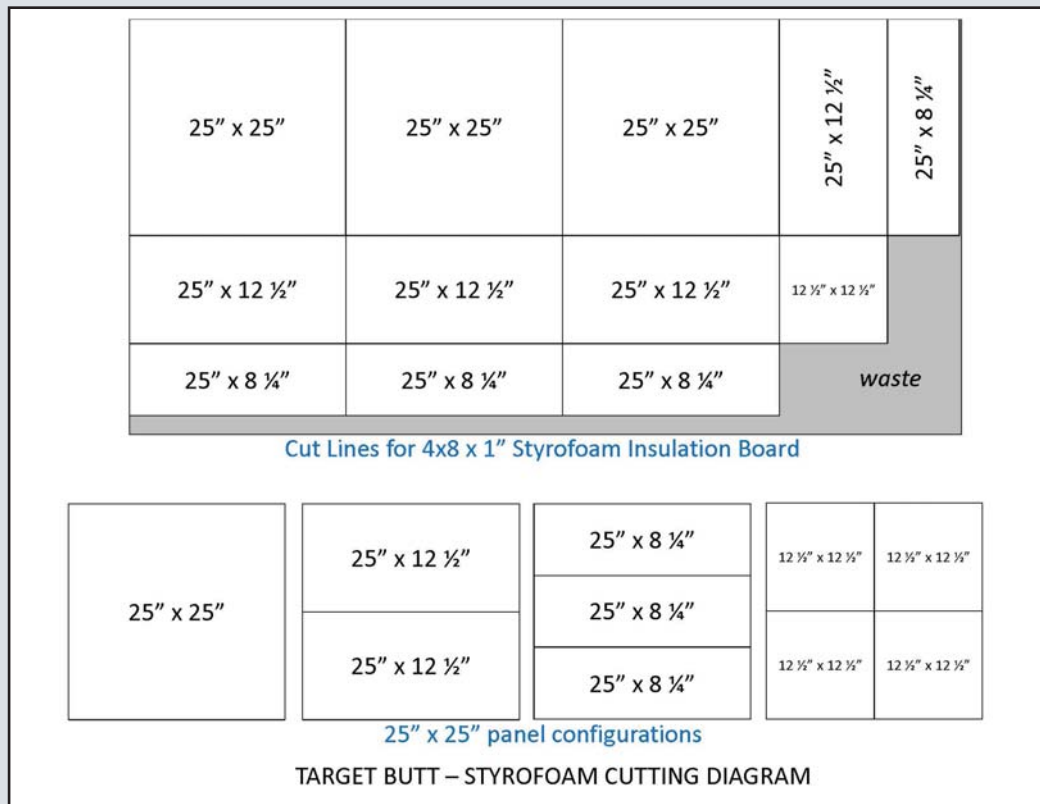 25” x 25”
25” x 25”
25” x 25”
25” x 12 ½”
25” x 8 ¼”
25” x 12 ½”
25” x 12 ½”
25” x 12 ½”
12 ½” x 12 ½”
25” x 8 ¼”
25” x 8 ¼”
25” x 8 ¼”
waste
Cut Lines for 4x8 x 1” Styrofoam Insulation Board
25” x 25”
25” x 12 ½”
25” x 12 ½”
25” x 8 ¼”
25” x 8 ¼”
25” x 8 ¼”
12 ½” x 12 ½”
12 ½” x 12 ½”
12 ½” x 12 ½”
12 ½” x 12 ½”
25” x 25” panel configurations
TARGET BUTT – STYROFOAM CUTTING DIAGRAM